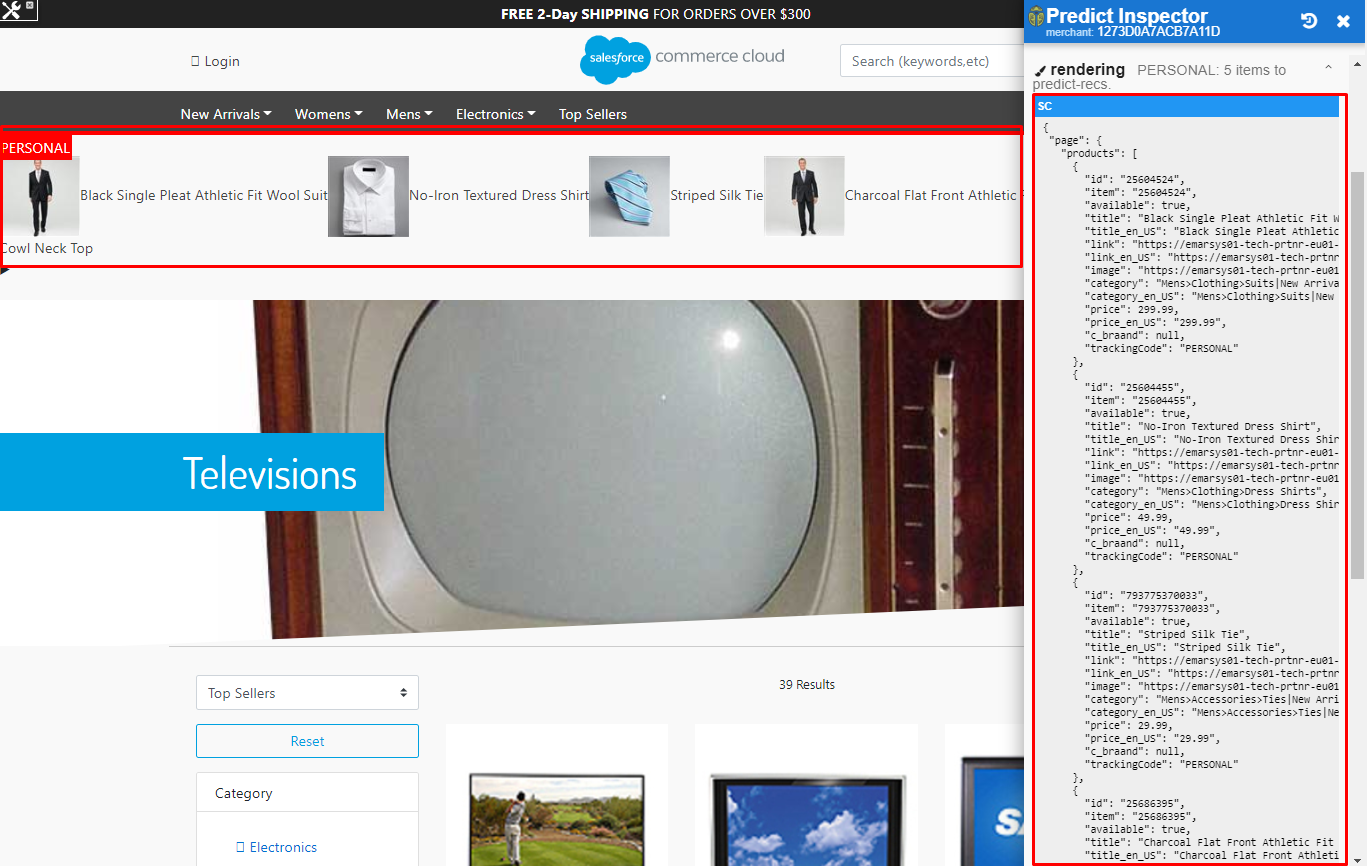 FREE 2-Day SHIPPING FOR ORDERS OVER $300
Login
salesforce commerce cloud
Search (keywords,etc)
New Arrivals Womens Mens Electronics Top Sellers
PERSONAL
Black Single Pleat Athletic Fit Wool Suit No-Iron Textured Dress Shirt Striped Silk Tie Charcoal Flat Front Athletic
Cowl Neck Top
Televisions
Top Sellers
39 Results
Reset
Category
Electronics
Predict Inspector
merchant: 1273D0A7ACB7A11D
rendering PERSONAL: 5 items to
predict-recs.
SC
{
"page": {
"products": [
{
"id": "25604524",
"item": "25604524",
"available": true,
"title": "Black Single Pleat Athletic Fit W
"title_en_US": "Black Single Pleat Athletic
"link": "https://emarsys01-tech-prtnr-eu01-
"link_en_US": "https://emarsys01-tech-prtnr
"image": "https://emarsys01-tech-prtnr-eu01
"category": "Mens>Clothing>Suits|New Arriva
"category_en_US": "Mens>Clothing>Suits|New
"price": 299.99,
"price_en_US": "299.99",
"c_braand": null,
"trackingCode": "PERSONAL"
},
{
"id": "25604455",
"item": "25604455",
"available": true,
"title": "No-Iron Textured Dress Shirt",
"title_en_US": "No-Iron Textured Dress Shir
"link": "https://emarsys01-tech-prtnr-eu01-
"link_en_US": "https://emarsys01-tech-prtnr
"image": "https://emarsys01-tech-prtnr-eu01
"category": "Mens>Clothing>Dress Shirts",
"category_en_US": "Mens>Clothing>Dress Shir
"price": 49.99,
"price_en_US": "49.99",
"c_braand": null,
"trackingCode": "PERSONAL"
},
{
"id": "793775370033",
"item": "793775370033",
"available": true,
"title": "Striped Silk Tie",
"title_en_US": "Striped Silk Tie",
"link": "https://emarsys01-tech-prtnr-eu01-
"link_en_US": "https://emarsys01-tech-prtnr
"image": "https://emarsys01-tech-prtnr-eu01
"category": "Mens>Accessories>Ties|New Arri
"category_en_US": "Mens>Accessories>Ties|Ne
"price": 29.99,
"price_en_US": "29.99",
"c_braand": null,
"trackingCode": "PERSONAL"
},
{
"id": "25686395",
"item": "25686395",
"available": true,
"title": "Charcoal Flat Front Athletic Fit
"title_en_US": "Charcoal Flat Front Athleti